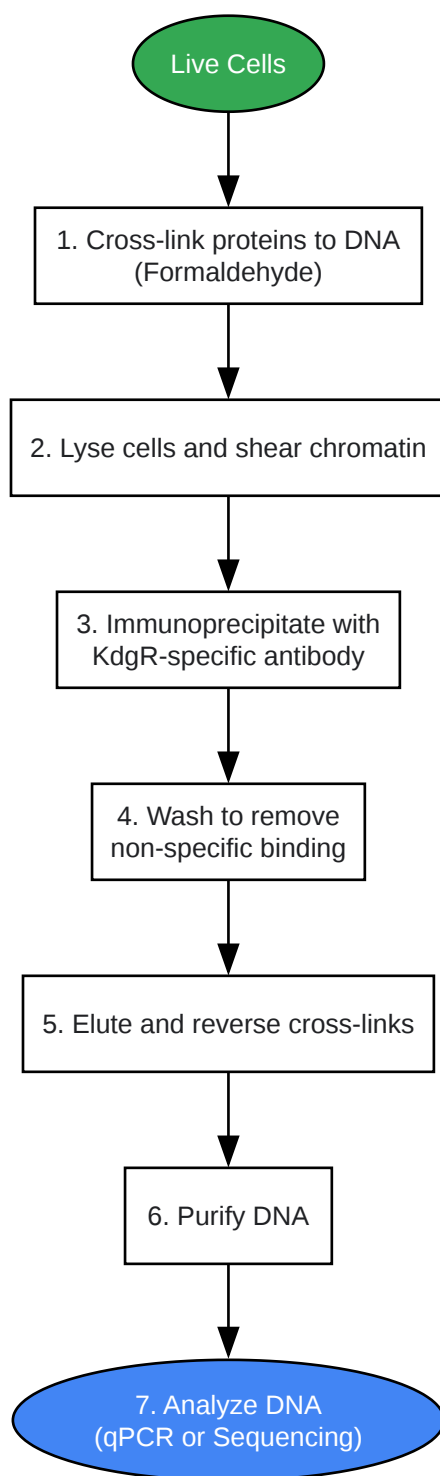 Live Cells
1. Cross-link proteins to DNA
(Formaldehyde)
2. Lyse cells and shear chromatin
3. Immunoprecipitate with
KdgR-specific antibody
4. Wash to remove
non-specific binding
5. Elute and reverse cross-links
6. Purify DNA
7. Analyze DNA
(qPCR or Sequencing)